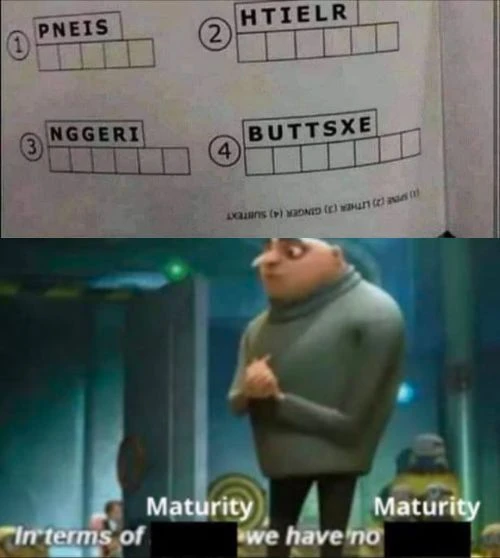 1 PNEIS
2 HTIELR
3 NGGERI
4 BUTTSXE
(1) SPINE (2) LITHER (3) GINGER (4) SUBTEXT
Maturity Maturity
In terms of we have no